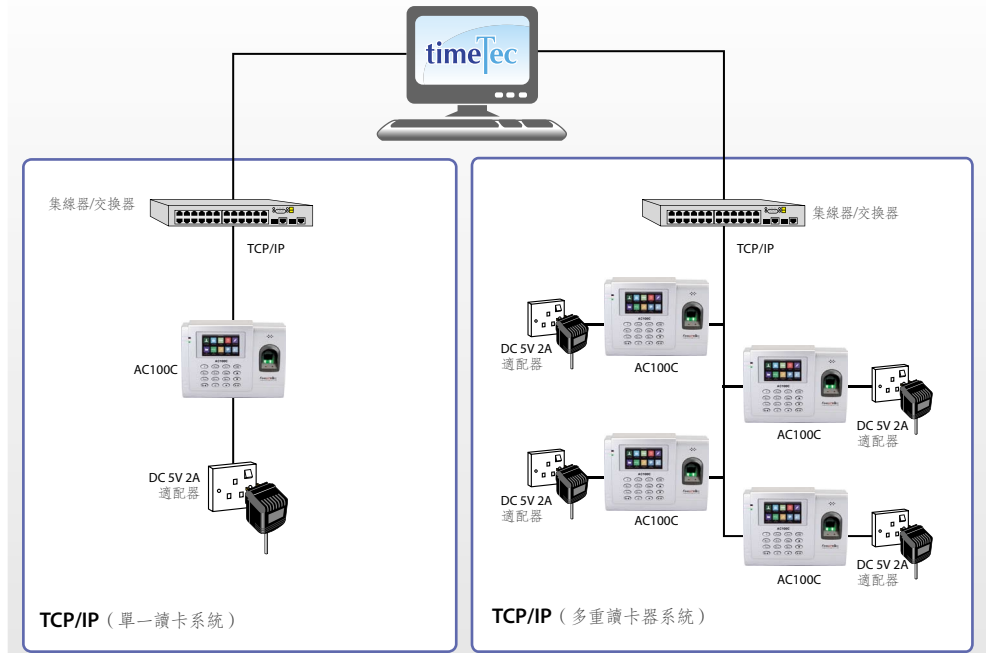 timeTec
集線器/交換器
TCP/IP
AC100C
DC 5V 2A
適配器
TCP/IP（單一讀卡系統）
集線器/交換器
TCP/IP
DC 5V 2A
適配器
AC100C
AC100C
DC 5V 2A
適配器
DC 5V 2A
適配器
AC100C
AC100C
DC 5V 2A
適配器
TCP/IP（多重讀卡器系統）